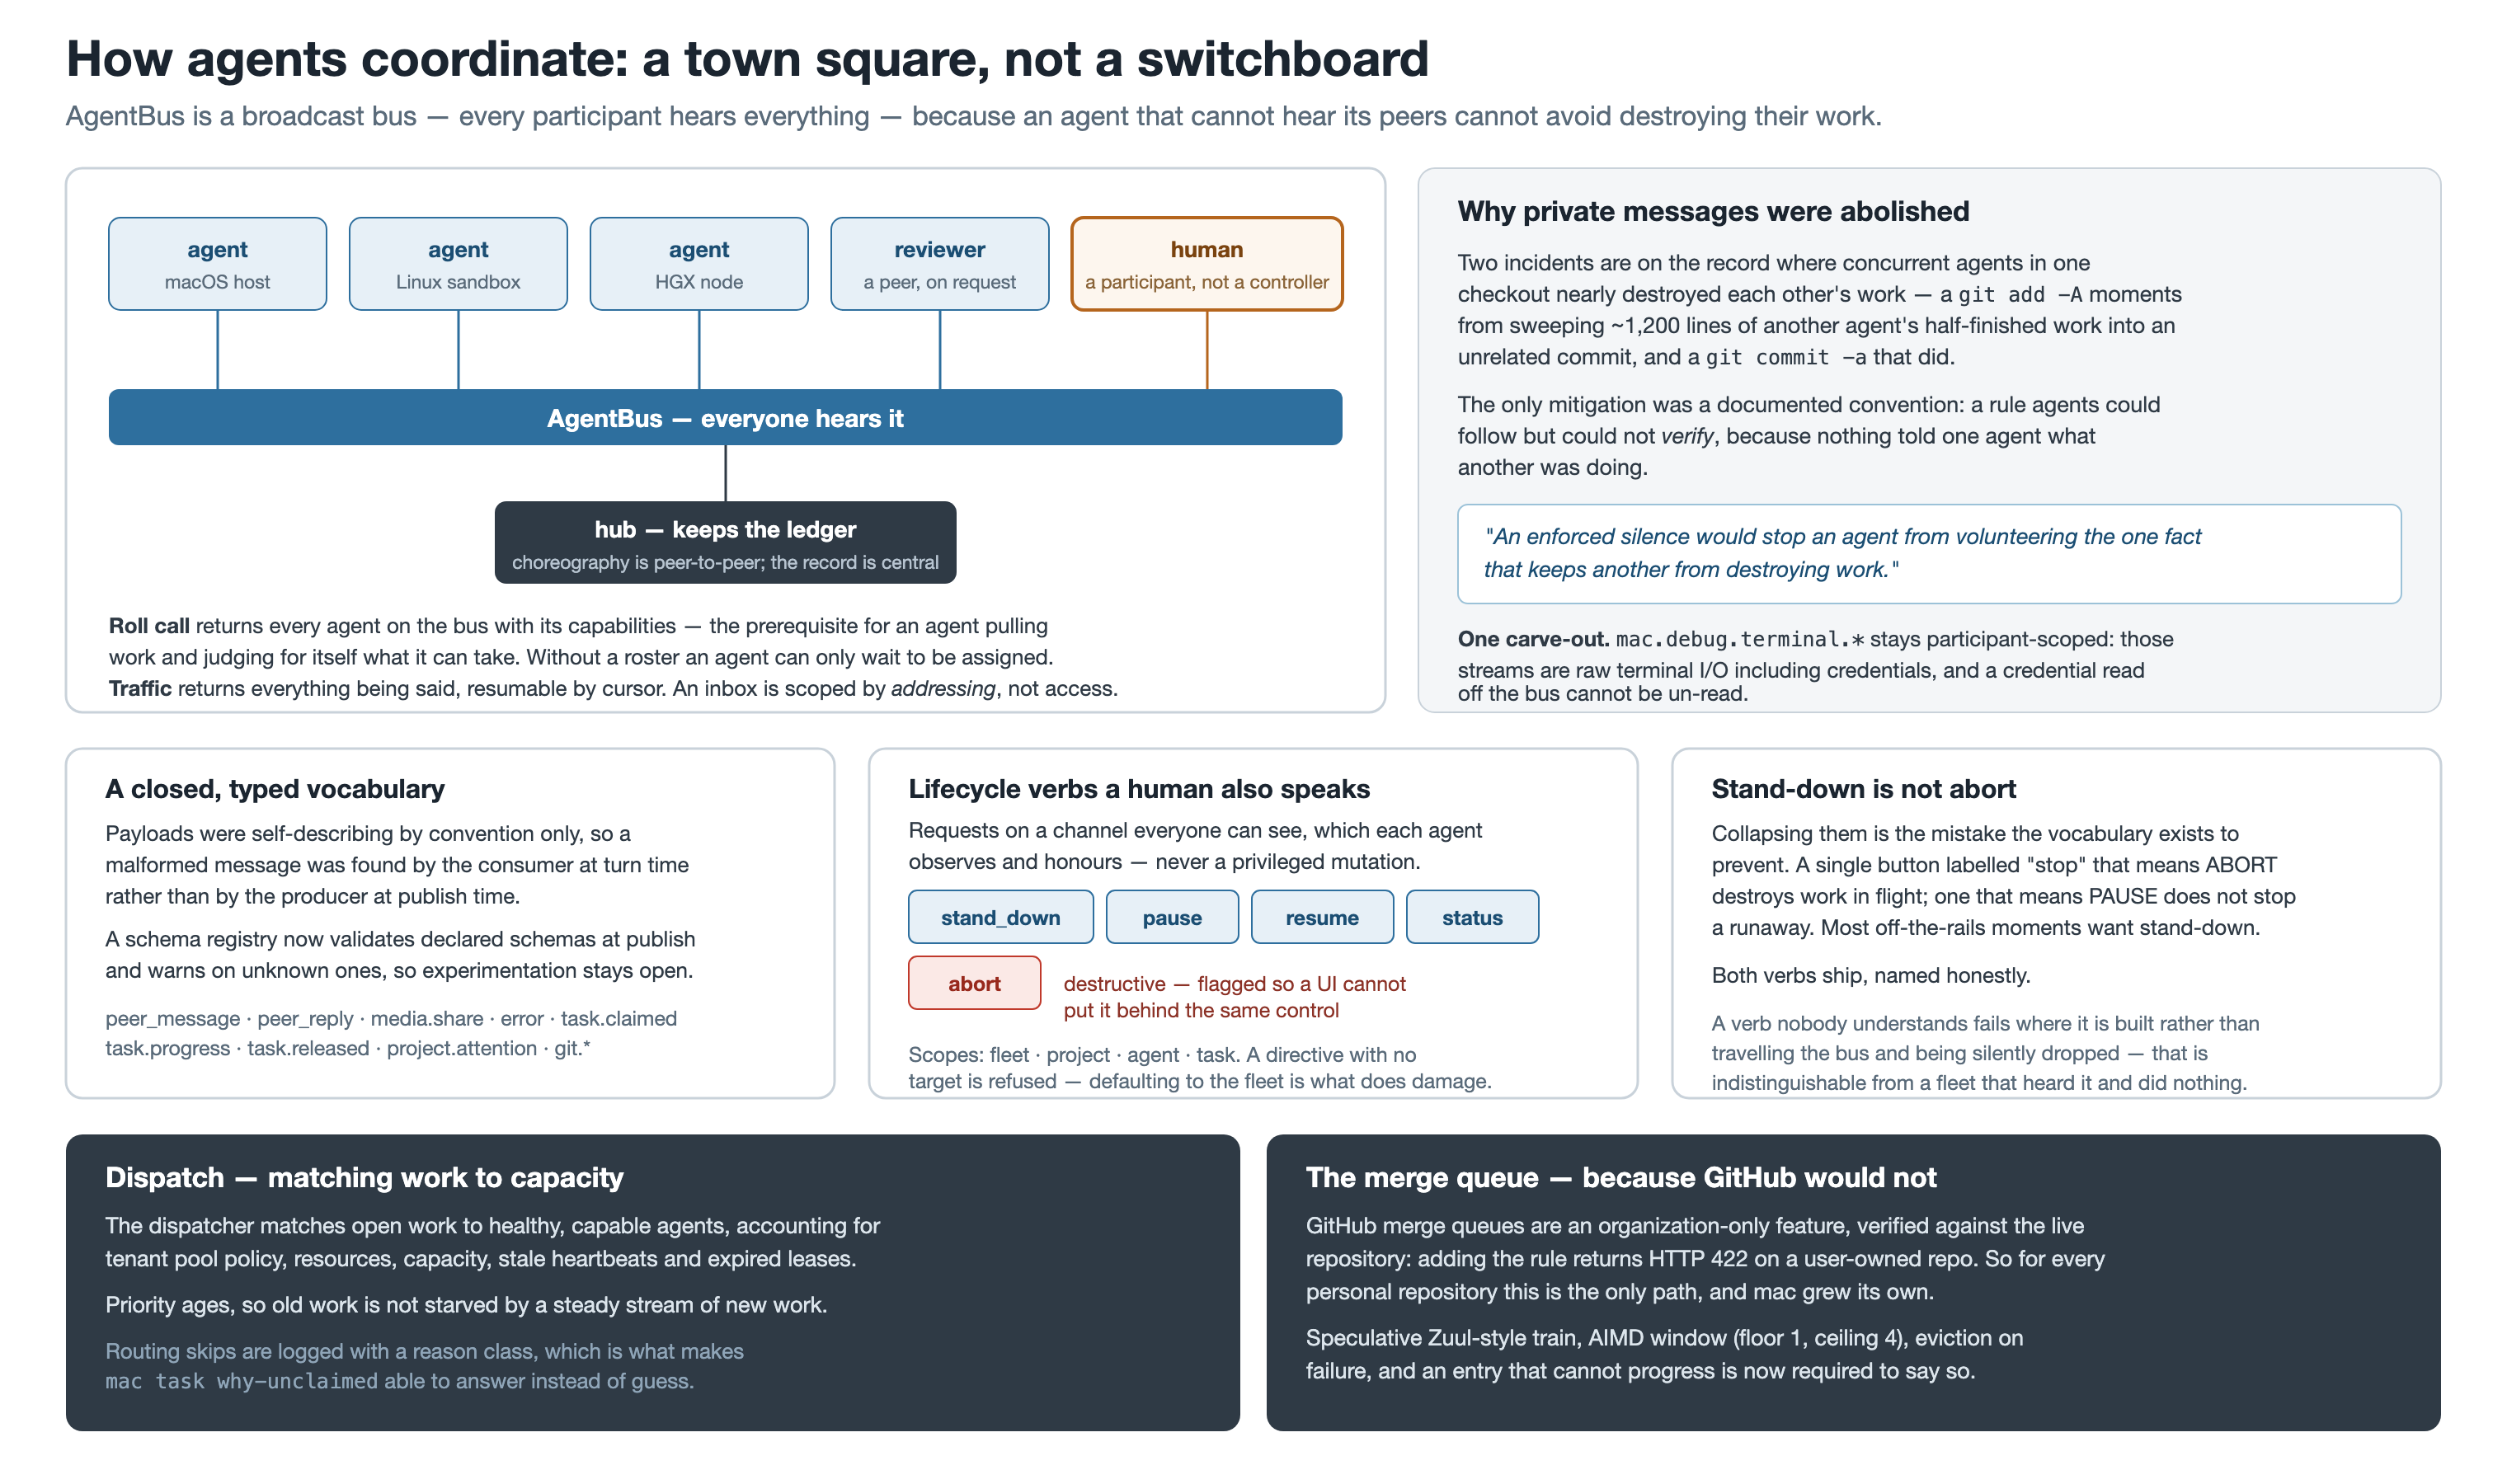 How agents coordinate: a town square, not a switchboard
AgentBus is a broadcast bus — every participant hears everything — because an agent that cannot hear its peers cannot avoid destroying their work.
agent
macOS host
agent
Linux sandbox
agent
HGX node
reviewer
a peer, on request
human
a participant, not a controller
AgentBus — everyone hears it
hub — keeps the ledger
choreography is peer-to-peer; the record is central
Roll call returns every agent on the bus with its capabilities — the prerequisite for an agent pulling
work and judging for itself what it can take. Without a roster an agent can only wait to be assigned.
Traffic returns everything being said, resumable by cursor. An inbox is scoped by addressing, not access.
Why private messages were abolished
Two incidents are on the record where concurrent agents in one
checkout nearly destroyed each other's work — a git add -A moments
from sweeping ~1,200 lines of another agent's half-finished work into an
unrelated commit, and a git commit -a that did.
The only mitigation was a documented convention: a rule agents could
follow but could not verify, because nothing told one agent what
another was doing.
"An enforced silence would stop an agent from volunteering the one fact
that keeps another from destroying work."
One carve-out. mac.debug.terminal.* stays participant-scoped: those
streams are raw terminal I/O including credentials, and a credential read
off the bus cannot be un-read.
A closed, typed vocabulary
Payloads were self-describing by convention only, so a
malformed message was found by the consumer at turn time
rather than by the producer at publish time.
A schema registry now validates declared schemas at publish
and warns on unknown ones, so experimentation stays open.
peer_message · peer_reply · media.share · error · task.claimed
task.progress · task.released · project.attention · git.*
Lifecycle verbs a human also speaks
Requests on a channel everyone can see, which each agent
observes and honours — never a privileged mutation.
stand_down
pause
resume
status
abort
destructive — flagged so a UI cannot
put it behind the same control
Scopes: fleet · project · agent · task. A directive with no
target is refused — defaulting to the fleet is what does damage.
Stand-down is not abort
Collapsing them is the mistake the vocabulary exists to
prevent. A single button labelled "stop" that means ABORT
destroys work in flight; one that means PAUSE does not stop
a runaway. Most off-the-rails moments want stand-down.
Both verbs ship, named honestly.
A verb nobody understands fails where it is built rather than
travelling the bus and being silently dropped — that is
indistinguishable from a fleet that heard it and did nothing.
Dispatch — matching work to capacity
The dispatcher matches open work to healthy, capable agents, accounting for
tenant pool policy, resources, capacity, stale heartbeats and expired leases.
Priority ages, so old work is not starved by a steady stream of new work.
Routing skips are logged with a reason class, which is what makes
mac task why-unclaimed able to answer instead of guess.
The merge queue — because GitHub would not
GitHub merge queues are an organization-only feature, verified against the live
repository: adding the rule returns HTTP 422 on a user-owned repo. So for every
personal repository this is the only path, and mac grew its own.
Speculative Zuul-style train, AIMD window (floor 1, ceiling 4), eviction on
failure, and an entry that cannot progress is now required to say so.